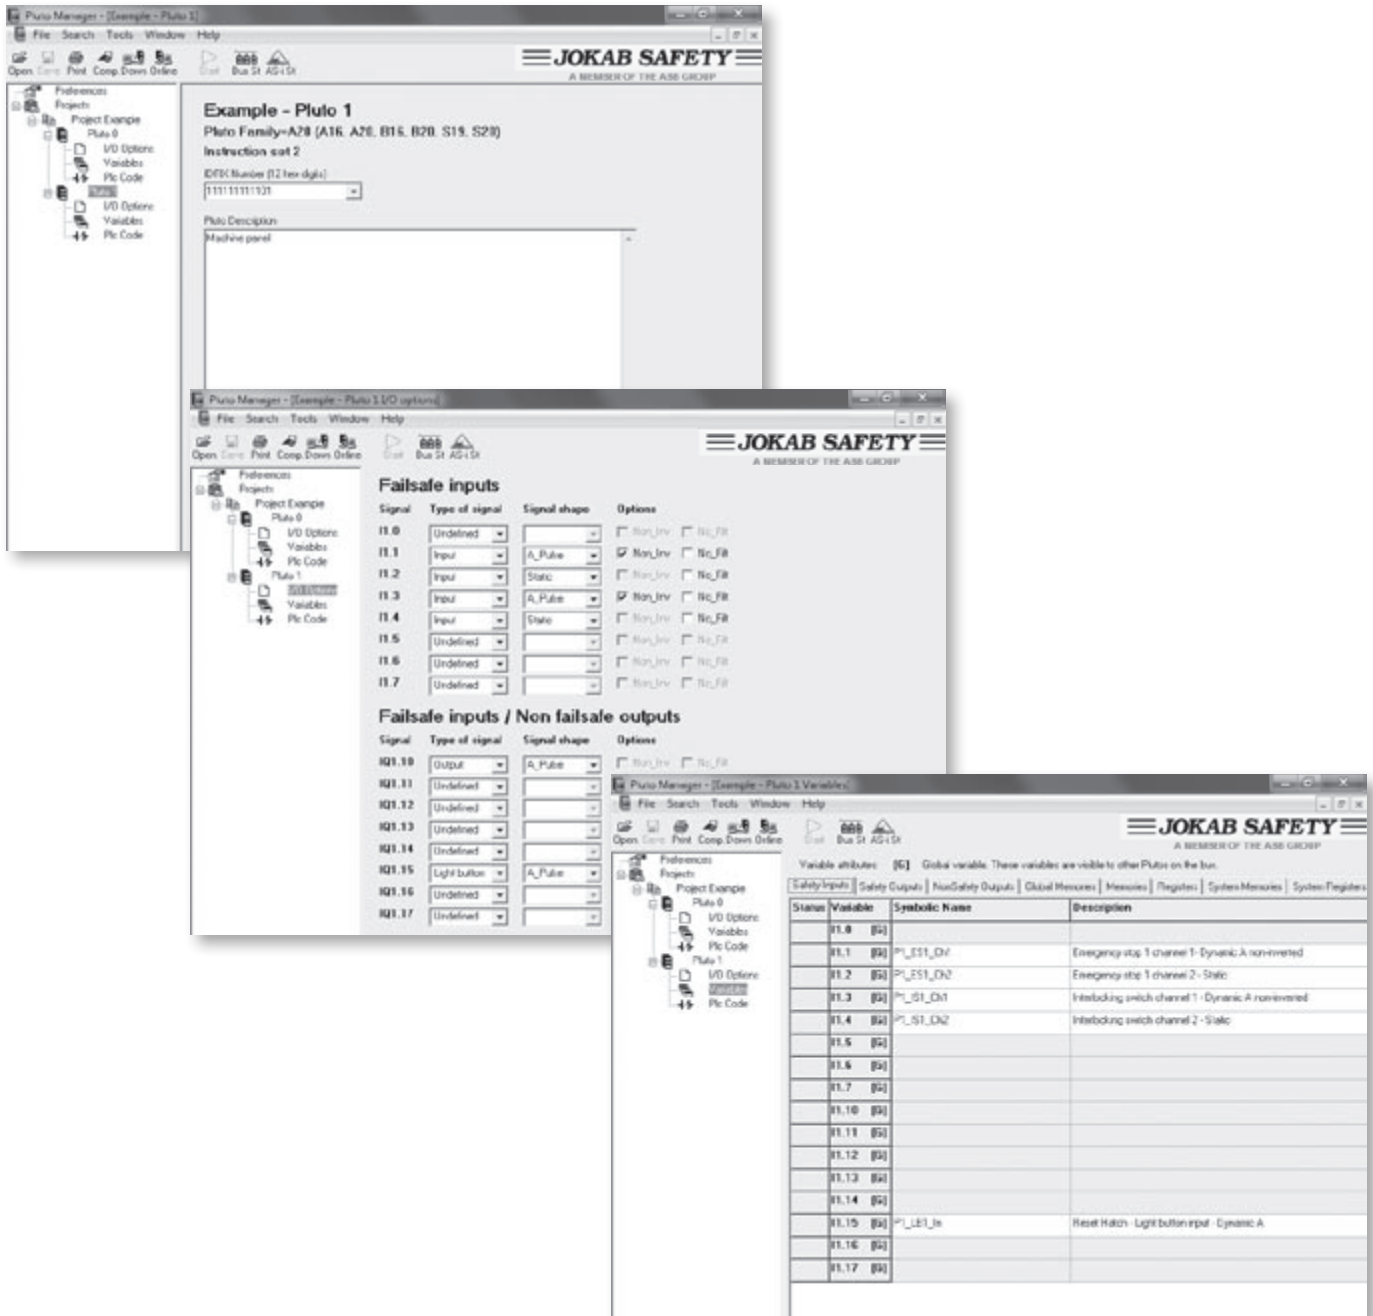 Pluto Manager - [Example - Pluto 1]
File Search Tools Window Help
Open Save Print Comp. Down Online Start Bus St AS-i St
JOKAB SAFETY
A MEMBER OF THE ABB GROUP
Preferences
Projects
Project Example
Pluto 0
I/O Options
Variables
Plc Code
Pluto 1
I/O Options
Variables
Plc Code
Example - Pluto 1
Pluto Family=A20 (A16, A20, B16, B20, S19, S20)
Instruction set 2
IDFIX Number (12 hex digits)
111111111101
Pluto Description
Machine panel
Pluto Manager - [Example - Pluto 1 I/O options]
File Search Tools Window Help
Open Save Print Comp. Down Online Start Bus St AS-i St
JOKAB SAFETY
A MEMBER OF THE ABB GROUP
Preferences
Projects
Project Example
Pluto 0
I/O Options
Variables
Plc Code
Pluto 1
I/O Options
Variables
Plc Code
Failsafe inputs
Signal Type of signal Signal shape Options
I1.0 Undefined Non_Inv No_Filt
I1.1 Input A_Pulse Non_Inv No_Filt
I1.2 Input Static Non_Inv No_Filt
I1.3 Input A_Pulse Non_Inv No_Filt
I1.4 Input Static Non_Inv No_Filt
I1.5 Undefined Non_Inv No_Filt
I1.6 Undefined Non_Inv No_Filt
I1.7 Undefined Non_Inv No_Filt
Failsafe inputs / Non failsafe outputs
Signal Type of signal Signal shape Options
IQ1.10 Output A_Pulse Non_Inv No_Filt
IQ1.11 Undefined
IQ1.12 Undefined
IQ1.13 Undefined
IQ1.14 Undefined
IQ1.15 Light button A_Pulse
IQ1.16 Undefined
IQ1.17 Undefined
Pluto Manager - [Example - Pluto 1 Variables]
File Search Tools Window Help
Open Save Print Comp. Down Online Start Bus St AS-i St
JOKAB SAFETY
A MEMBER OF THE ABB GROUP
Preferences
Projects
Project Example
Pluto 0
I/O Options
Variables
Plc Code
Pluto 1
I/O Options
Variables
Plc Code
Variable attributes: [G] Global variable. These variables are visible to other Plutos on the bus.
Safety Inputs Safety Outputs NonSafety Outputs Global Memories Memories Registers System Memories System Registers
Status Variable Symbolic Name Description
I1.0 [G]
I1.1 [G] P1_ES1_Ch1 Emergency stop 1 channel 1- Dynamic A non-inverted
I1.2 [G] P1_ES1_Ch2 Emergency stop 1 channel 2 - Static
I1.3 [G] P1_IS1_Ch1 Interlocking switch channel 1 - Dynamic A non-inverted
I1.4 [G] P1_IS1_Ch2 Interlocking switch channel 2 - Static
I1.5 [G]
I1.6 [G]
I1.7 [G]
I1.10 [G]
I1.11 [G]
I1.12 [G]
I1.13 [G]
I1.14 [G]
I1.15 [G] P1_LB1_In Reset Hatch - Light button input - Dynamic A
I1.16 [G]
I1.17 [G]